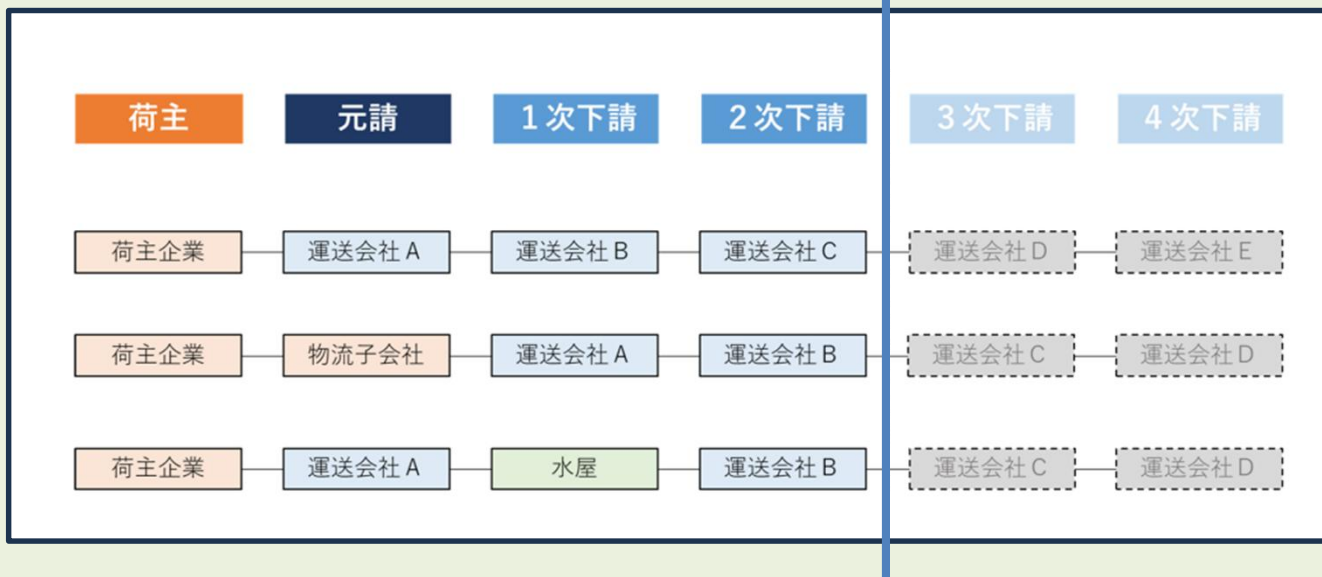 荷主 元請 1次下請 2次下請 3次下請 4次下請
荷主企業 運送会社A 運送会社B 運送会社C 運送会社D 運送会社E
荷主企業 物流子会社 運送会社A 運送会社B 運送会社C 運送会社D
荷主企業 運送会社A 水屋 運送会社B 運送会社C 運送会社D